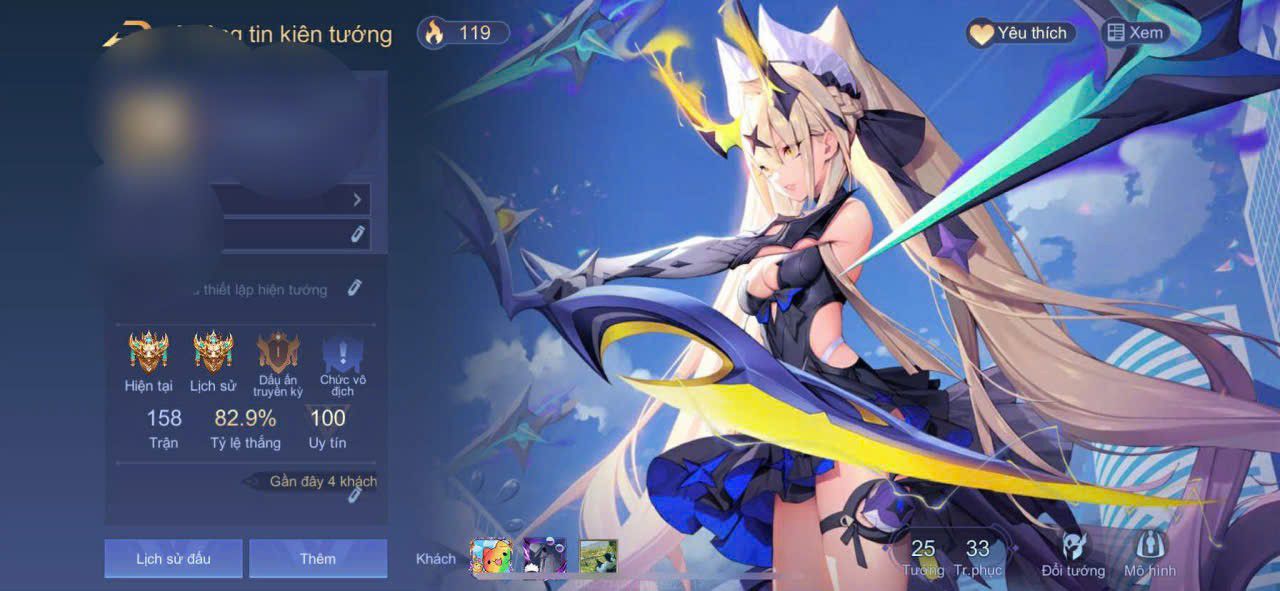 tin kiên tướng
119
Yêu thích
Xem
thiết lập hiện tướng
Hiện tại
Lịch sử
Dấu ấn
truyền kỳ
Chức vô
địch
158
82.9%
100
Trận
Tỷ lệ thắng
Uy tín
Gần đây 4 khách
Lịch sử đấu
Thêm
Khách
25
33
Tướng
Tr.phục
Đổi tướng
Mô hình